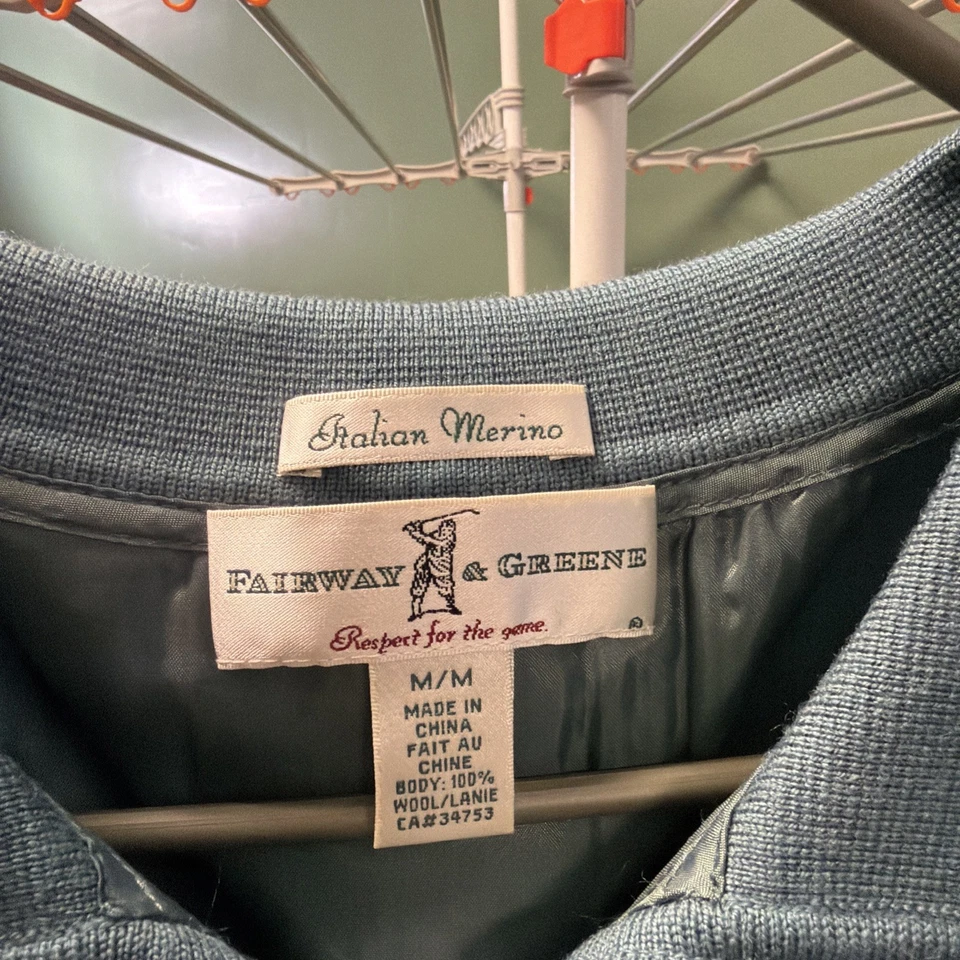 Italian Merino
FAIRWAY & GREENE
Respect for the game.
®
M/M
MADE IN
CHINA
FAIT AU
CHINE
BODY: 100%
WOOL/LANIE
CA#34753